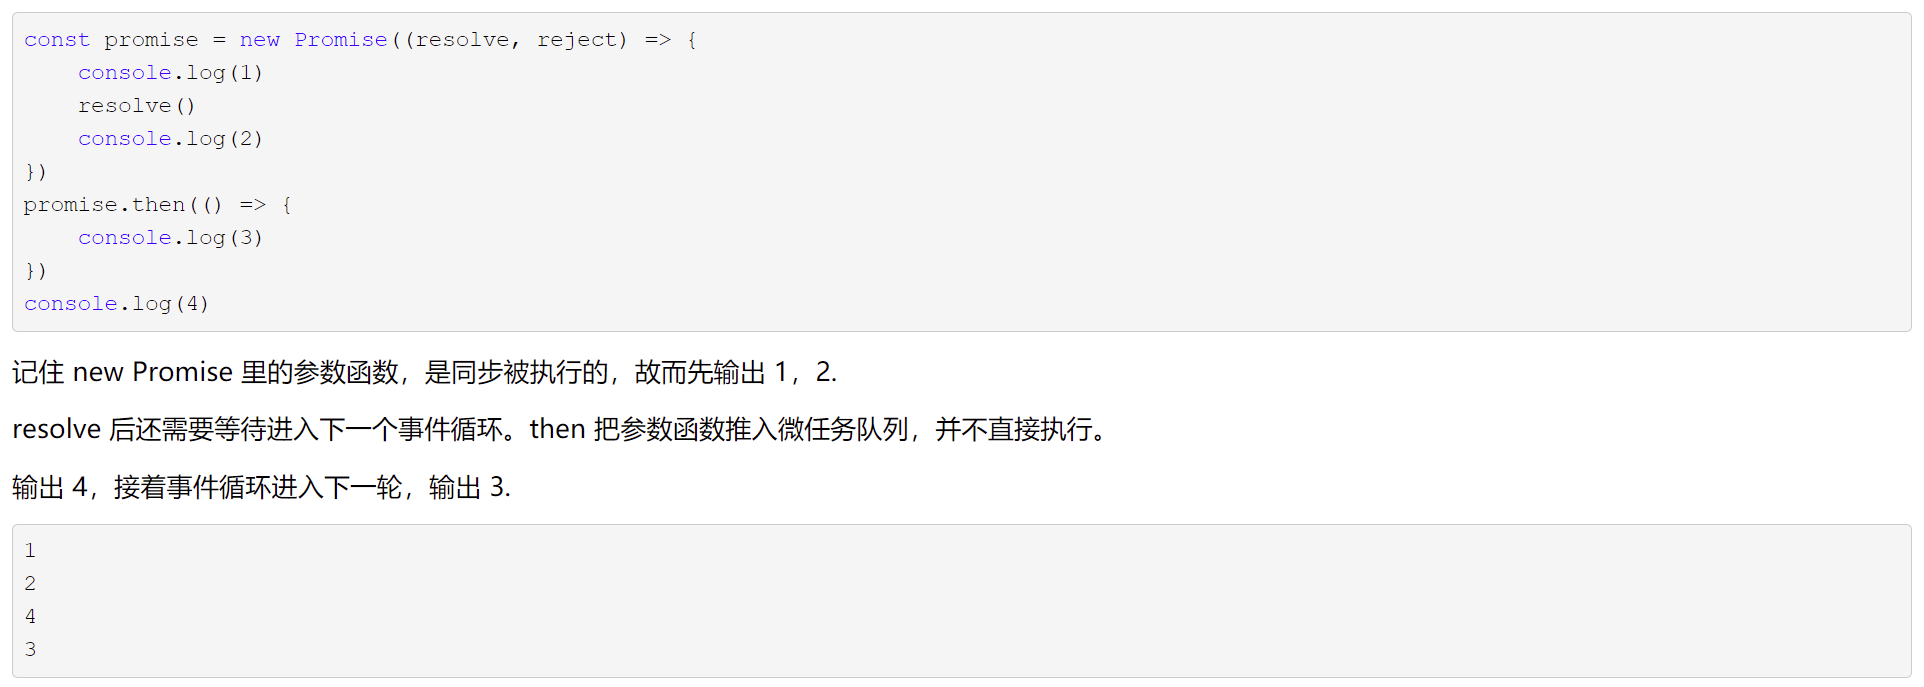 const promise = new Promise((resolve, reject) => {
    console.log(1)
    resolve()
    console.log(2)
})
promise.then(() => {
    console.log(3)
})
console.log(4)
记住 new Promise 里的参数函数，是同步被执行的，故而先输出 1，2.
resolve 后还需要等待进入下一个事件循环。then 把参数函数推入微任务队列，并不直接执行。
输出 4，接着事件循环进入下一轮，输出 3.
1
2
4
3